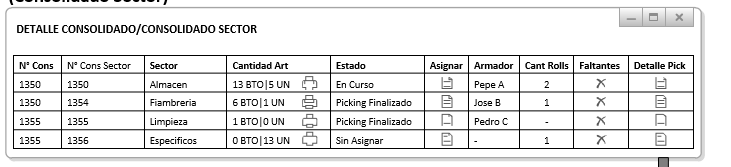 (Consolidado Sector)
DETALLE CONSOLIDADO/CONSOLIDADO SECTOR
N° Cons N° Cons Sector Sector Cantidad Art Estado Asignar Armador Cant Rolls Faltantes Detalle Pick
1350 1350 Almacen 13 BTO|5 UN En Curso Pepe A 2
1350 1354 Fiambreria 6 BTO|1 UN Picking Finalizado Jose B 1
1355 1355 Limpieza 1 BTO|0 UN Picking Finalizado Pedro C -
1355 1356 Especificos 0 BTO|13 UN Sin Asignar - 1